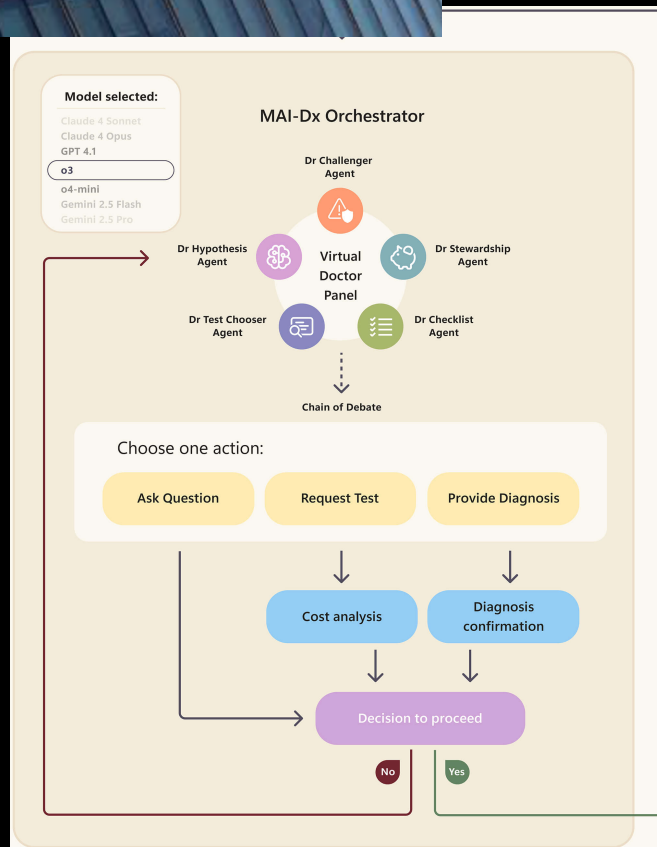 Model selected:
Claude 4 Sonnet
Claude 4 Opus
GPT 4.1
o3
o4-mini
Gemini 2.5 Flash
Gemini 2.5 Pro
MAI-Dx Orchestrator
Dr Challenger
Agent
Dr Hypothesis
Agent
Virtual
Doctor
Panel
Dr Stewardship
Agent
Dr Test Chooser
Agent
Dr Checklist
Agent
Chain of Debate
Choose one action:
Ask Question
Request Test
Provide Diagnosis
Cost analysis
Diagnosis
confirmation
Decision to proceed
No
Yes